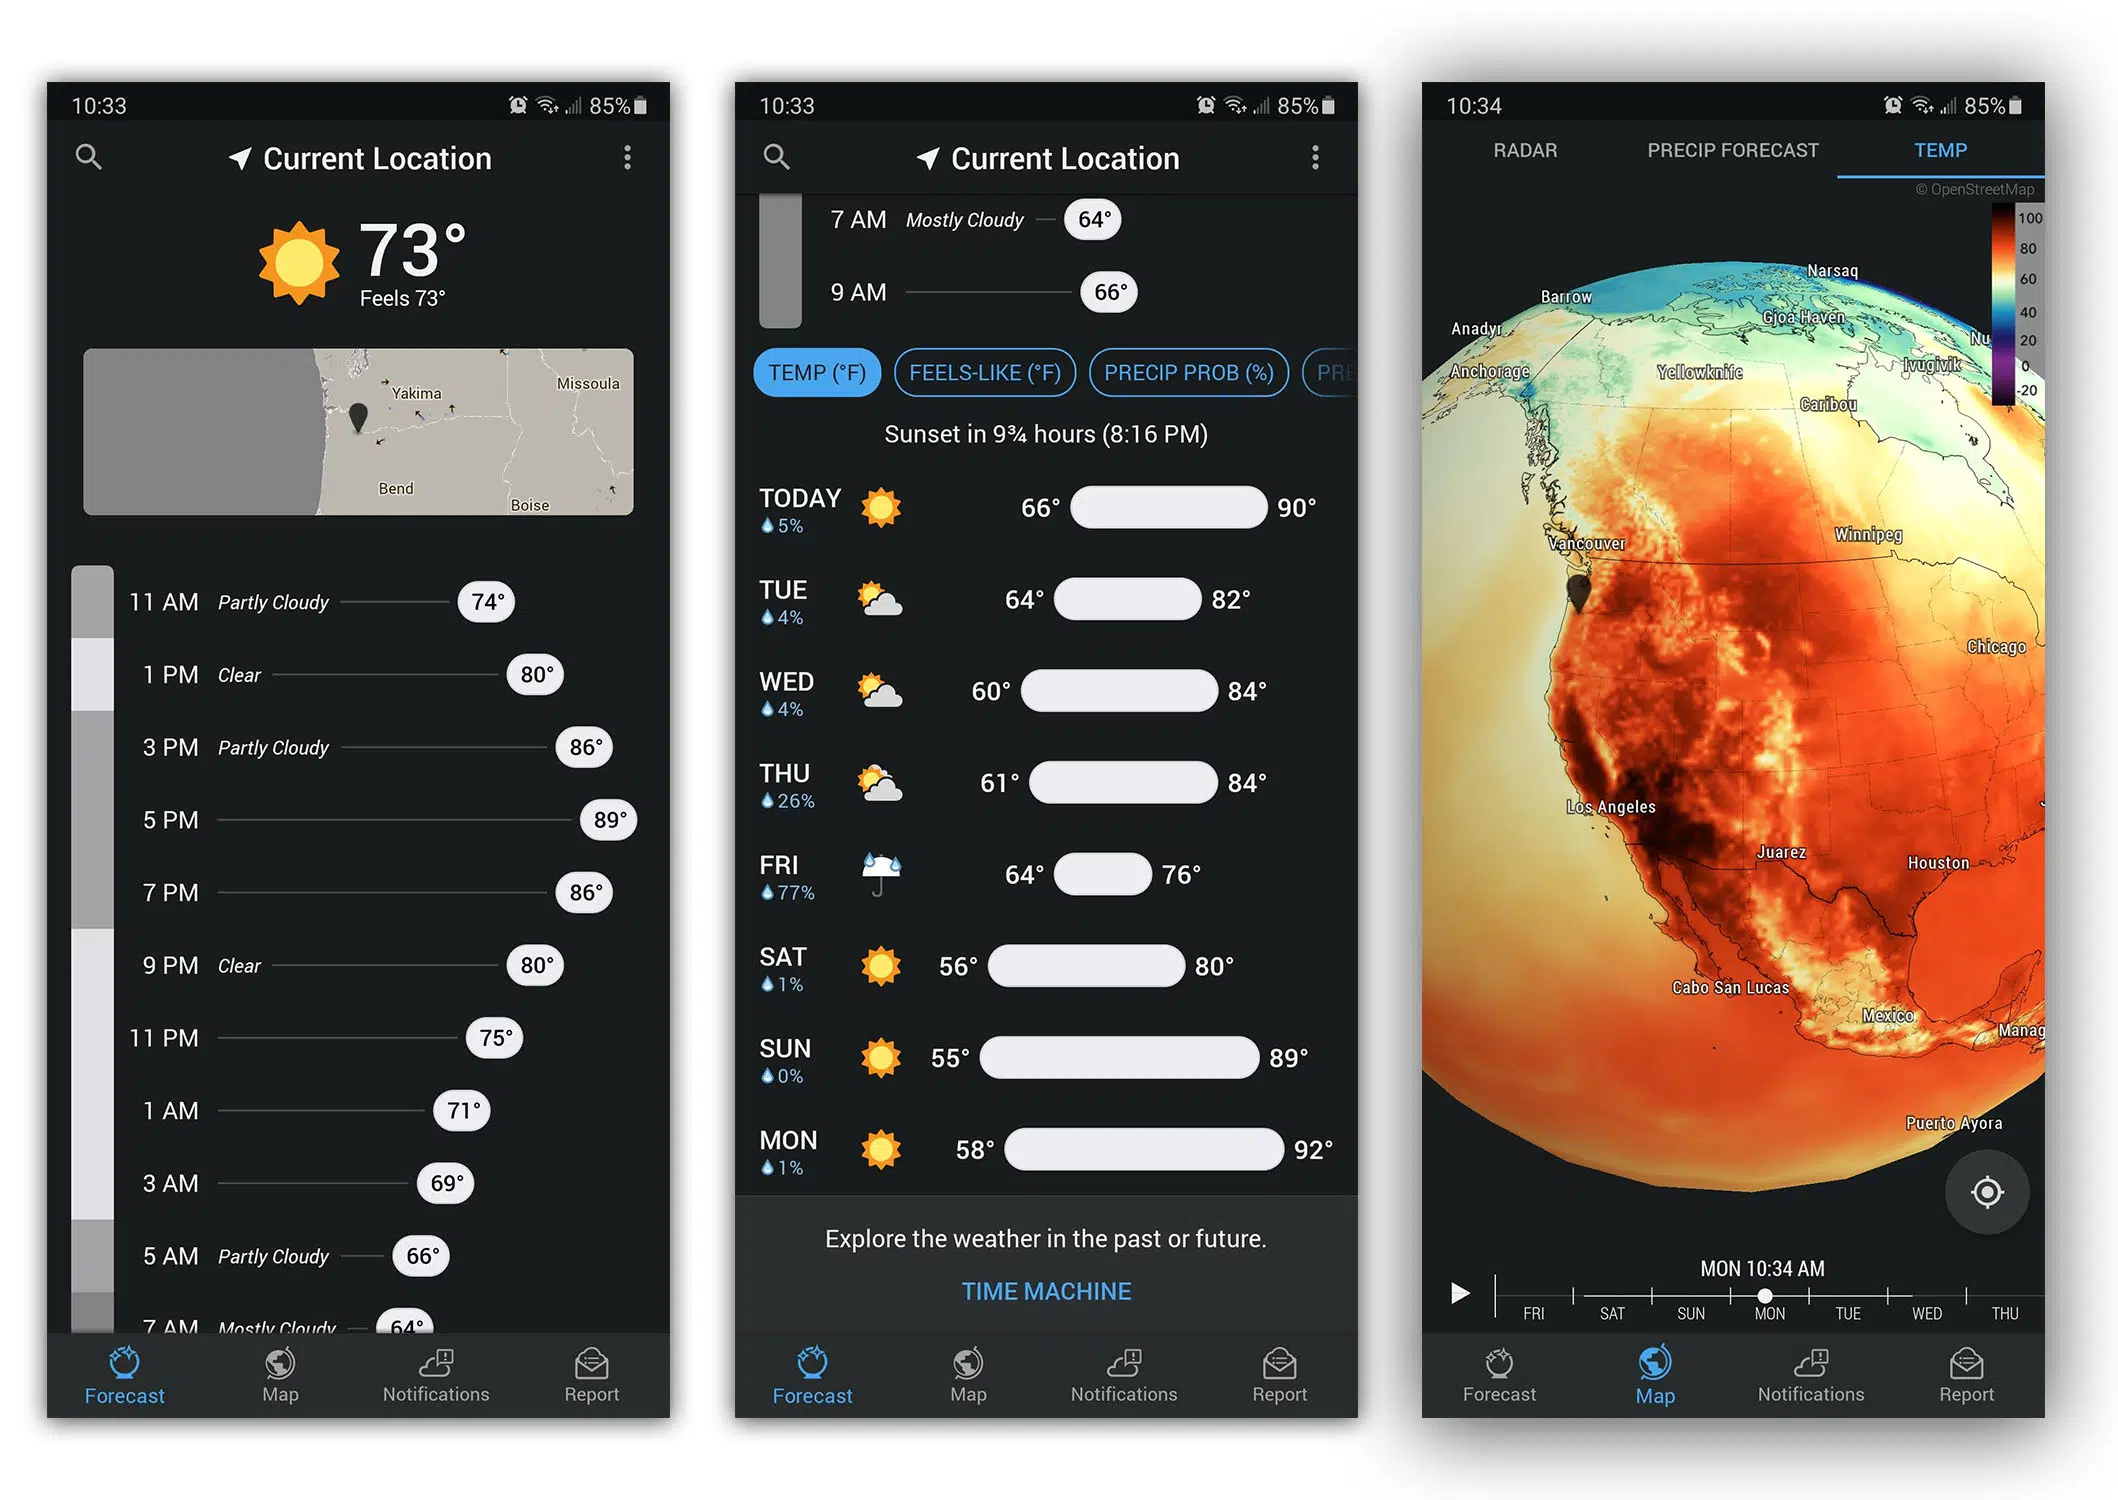 10:33
85%
Current Location
73°
Feels 73°
Yakima
Missoula
Bend
Boise
11 AM Partly Cloudy 74°
1 PM Clear 80°
3 PM Partly Cloudy 86°
5 PM 89°
7 PM 86°
9 PM Clear 80°
11 PM 75°
1 AM 71°
3 AM 69°
5 AM Partly Cloudy 66°
7 AM Mostly Cloudy 64°
Forecast Map Notifications Report
10:33
85%
Current Location
7 AM Mostly Cloudy 64°
9 AM 66°
TEMP (°F) FEELS-LIKE (°F) PRECIP PROB (%) PRE
Sunset in 9¾ hours (8:16 PM)
TODAY 66° 90°
5%
TUE 64° 82°
4%
WED 60° 84°
4%
THU 61° 84°
26%
FRI 64° 76°
77%
SAT 56° 80°
1%
SUN 55° 89°
0%
MON 58° 92°
1%
Explore the weather in the past or future.
TIME MACHINE
Forecast Map Notifications Report
10:34
85%
RADAR PRECIP FORECAST TEMP
© OpenStreetMap
100
80
60
40
20
0
-20
Narsaq
Barrow
Gjoa Haven
Anadyr
Nu
Ivugivik
Anchorage
Yellowknife
Caribou
Winnipeg
Vancouver
Chicago
Los Angeles
Juarez
Houston
Cabo San Lucas
Mexico
Manag
Puerto Ayora
MON 10:34 AM
FRI SAT SUN MON TUE WED THU
Forecast Map Notifications Report